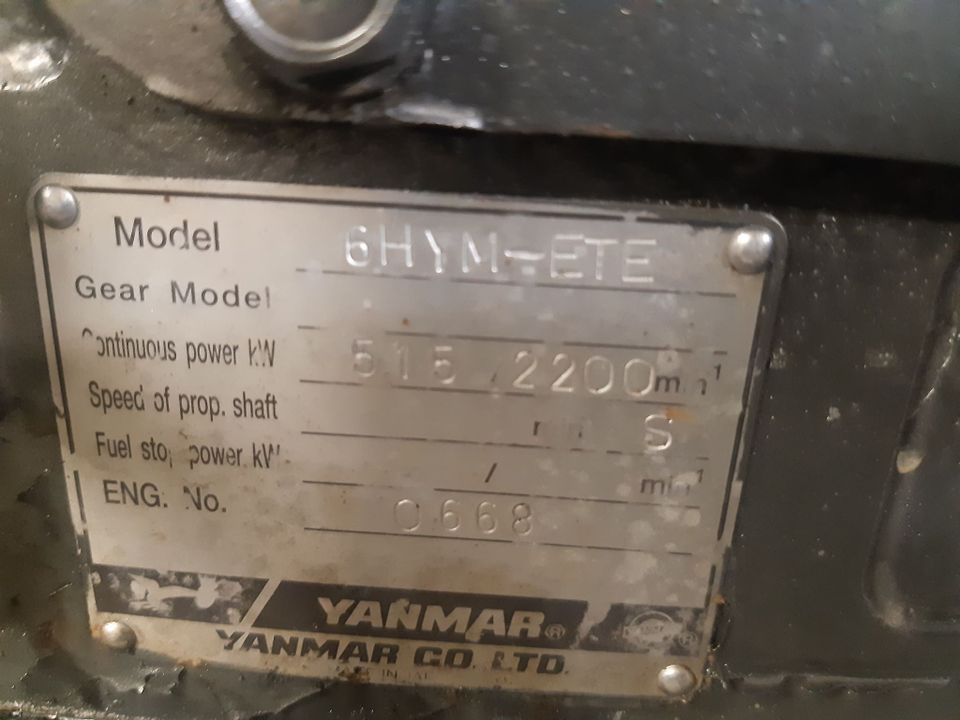 Model 6HYM-ETE
Gear Model
Continuous power kW 515 / 2200 min-1
Speed of prop. shaft min S
Fuel stop power kW / min-1
ENG. No. 0668
YANMAR®
YANMAR CO. LTD.